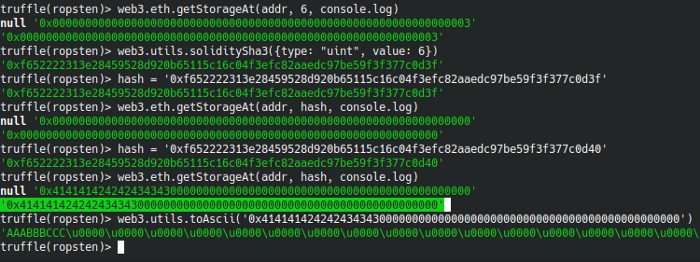 truffle(ropsten)> web3.eth.getStorageAt(addr, 6, console.log)
null '0x0000000000000000000000000000000000000000000000000000000000000003'
'0x0000000000000000000000000000000000000000000000000000000000000003'
truffle(ropsten)> web3.utils.soliditySha3({type: "uint", value: 6})
'0xf652222313e28459528d920b65115c16c04f3efc82aaedc97be59f3f377c0d3f'
truffle(ropsten)> hash = '0xf652222313e28459528d920b65115c16c04f3efc82aaedc97be59f3f377c0d3f'
'0xf652222313e28459528d920b65115c16c04f3efc82aaedc97be59f3f377c0d3f'
truffle(ropsten)> web3.eth.getStorageAt(addr, hash, console.log)
null '0x0000000000000000000000000000000000000000000000000000000000000000'
'0x0000000000000000000000000000000000000000000000000000000000000000'
truffle(ropsten)> hash = '0xf652222313e28459528d920b65115c16c04f3efc82aaedc97be59f3f377c0d40'
'0xf652222313e28459528d920b65115c16c04f3efc82aaedc97be59f3f377c0d40'
truffle(ropsten)> web3.eth.getStorageAt(addr, hash, console.log)
null '0x4141414242424343430000000000000000000000000000000000000000000000'
'0x4141414242424343430000000000000000000000000000000000000000000000'
truffle(ropsten)> web3.utils.toAscii('0x4141414242424343430000000000000000000000000000000000000000000000')
'AAABBBCCC\u0000\u0000\u0000\u0000\u0000\u0000\u0000\u0000\u0000\u0000\u0000\u0000\u0000\u0000\u0000\u0000\
truffle(ropsten)>